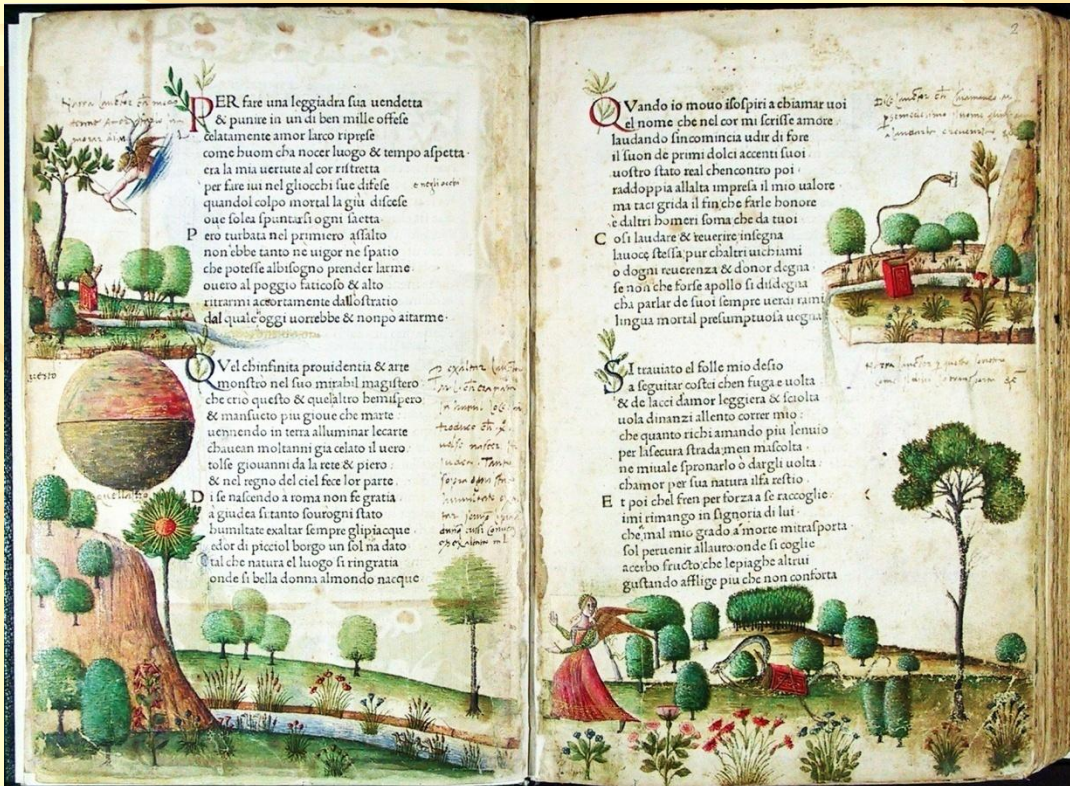 PER fare una leggiadra sua uendetta
& punire in un di ben mille offese
celatamente amor larco riprese
come huom cha nocer luogo & tempo aspetta
era la mia uertute al cor ristretta
per fare iui nel gliocchi sue difese
e negli occhi
quandol colpo mortal la giu discese
oue solea spuntarsi ogni saetta
Pero turbata nel primiero assalto
non'ebbe tanto ne uigor ne spatio
che potesse albisogno prender larme
ouero al poggio faticoso & alto
ritrarmi accortamente dallostratio
dal quale oggi uorrebbe & nonpo aitarme
QVel chinfinita prouidentia & arte
monstro nel suo mirabil magistero
che crio questo & quelaltro hemispero
& mansueto piu gioue che marte
uennendo in terra alluminar lecarte
chauean moltanni gia celato il uero
tolse giouanni da la rete & piero
& nel regno del ciel fece lor parte
Di se nascendo a roma non fe gratia
a giudea si tanto sourogni stato
humiltate exaltar sempre glipiacque
edor di picciol borgo un sol na dato
tal che natura el luogo si ringratia
onde si bella donna almondo nacque
2
QVando io mouo isospiri a chiamar uoi
el nome che nel cor mi scrisse amore
laudando sincomincia udir di fore
il suon de primi dolci accenti suoi
uostro stato real chencontro poi
raddoppia allalta impresa il mio ualore
ma taci grida il fin che farle honore
e daltri homeri soma che da tuoi
Cosi laudare & reuerire insegna
lauoce stessa pur chaltri uichiami
o dogni reuerenza & donor degna
se non che forse apollo si disdegna
cha parlar de suoi sempre uerdi rami
lingua mortal presumptuosa uegna
SI trauiato el folle mio desio
a seguitar costei chen fuga e uolta
& de lacci damor leggiera & sciolta
uola dinanzi allento correr mio
che quanto richiamando piu lenuio
per lasecura strada men mascolta
ne miuale spronarlo o dargli uolta
chamor per sua natura ilfa restio
Et poi chel fren per forza a se raccoglie
imi rimango in signoria di lui
che mal mio grado a morte mitrasporta
sol peruenir allauro onde si coglie
acerbo fructo che lepiaghe altrui
gustando afflige piu che non conforta